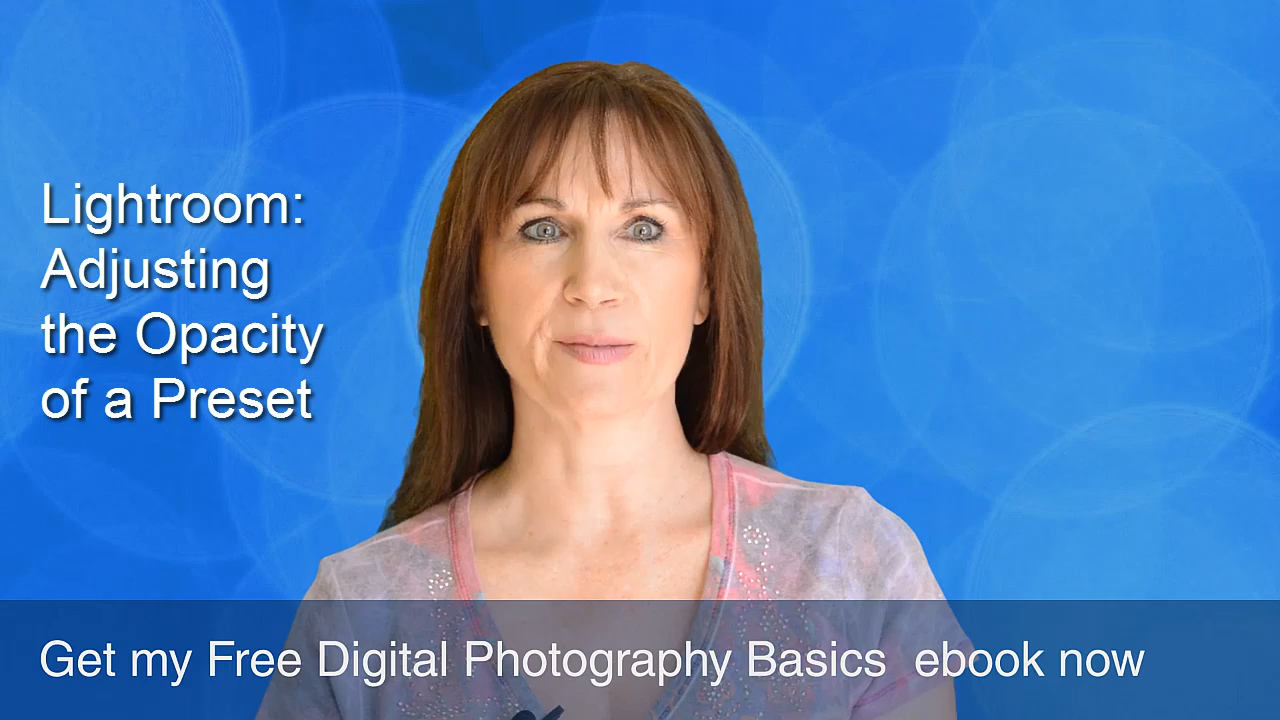 Lightroom:
Adjusting
the Opacity
of a Preset
Get my Free Digital Photography Basics  ebook now